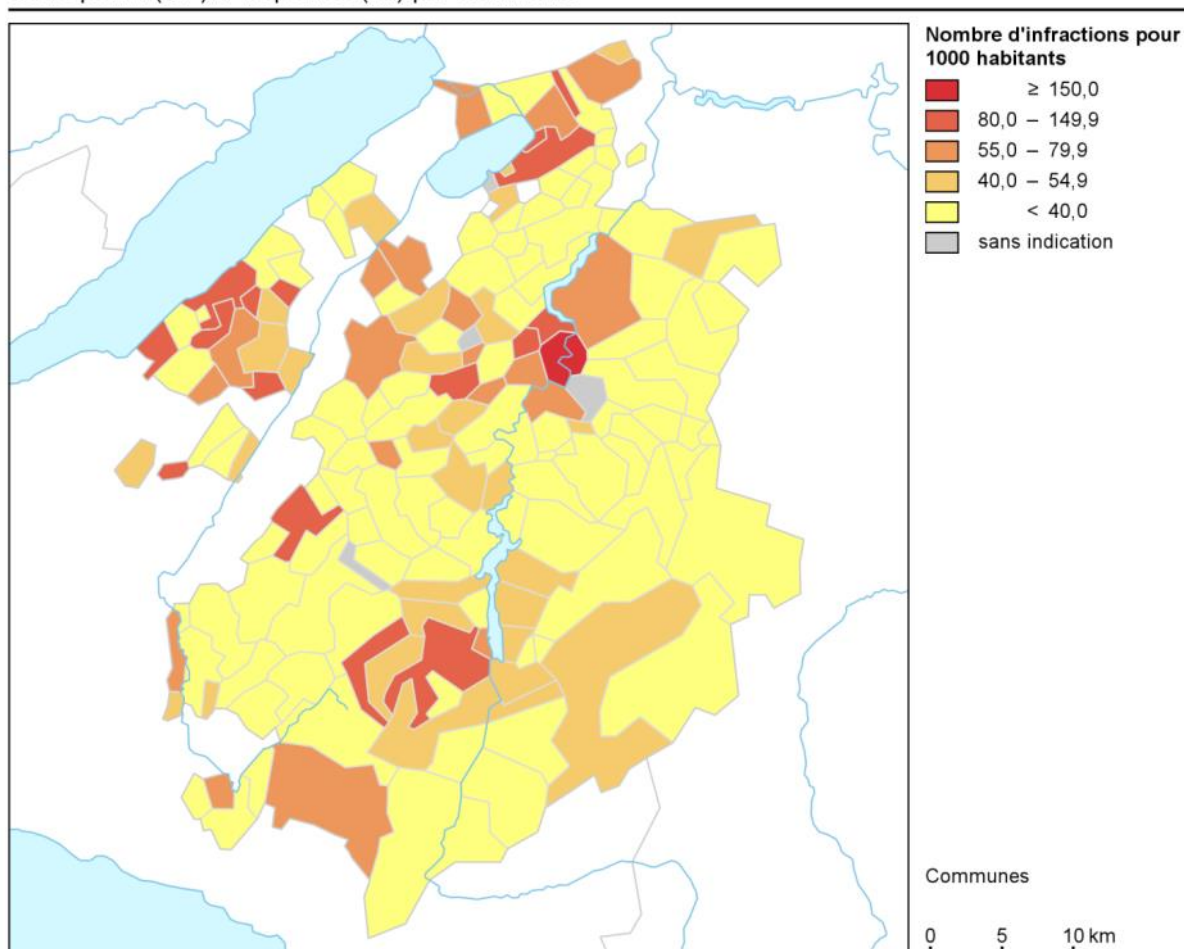 Nombre d'infractions pour
1000 habitants
≥ 150,0
80,0 – 149,9
55,0 – 79,9
40,0 – 54,9
< 40,0
sans indication
Communes
0 5 10 km